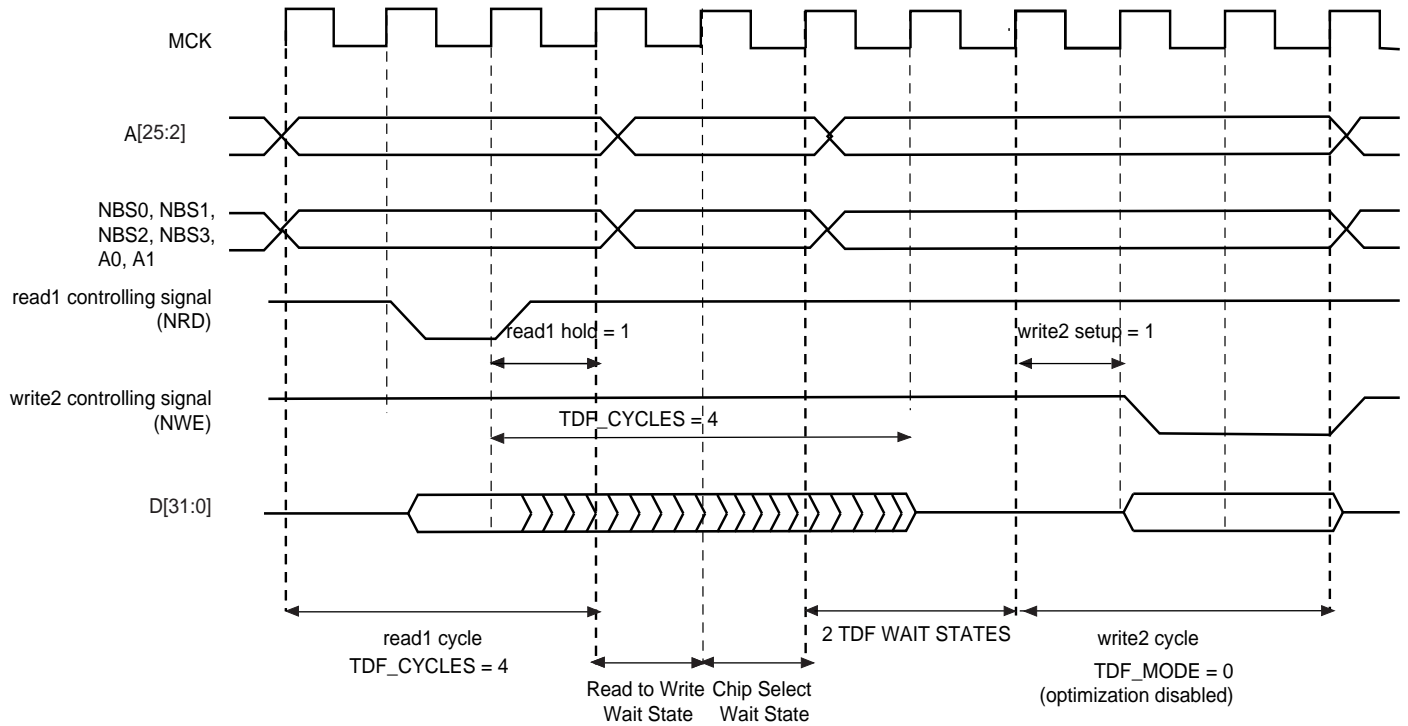 MCK
A[25:2]
NBS0, NBS1,
NBS2, NBS3,
A0, A1
read1 controlling signal
(NRD)
read1 hold = 1
write2 setup = 1
write2 controlling signal
(NWE)
TDF_CYCLES = 4
D[31:0]
read1 cycle
TDF_CYCLES = 4
2 TDF WAIT STATES
write2 cycle
TDF_MODE = 0
(optimization disabled)
Read to Write
Wait State
Chip Select
Wait State